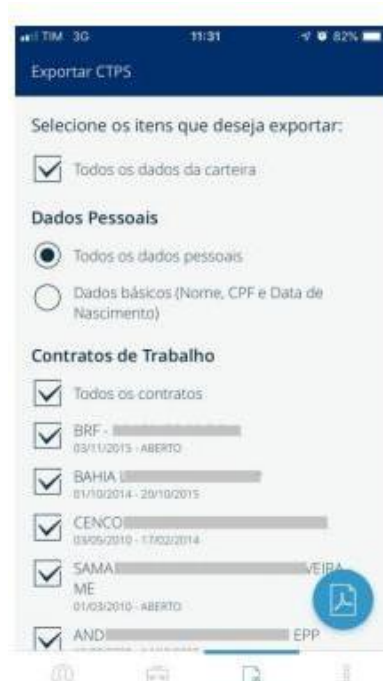 TIM 3G 11:31 82%
Exportar CTPS
Selecione os itens que deseja exportar:
Todos os dados da carteira
Dados Pessoais
Todos os dados pessoais
Dados básicos (Nome, CPF e Data de
Nascimento)
Contratos de Trabalho
Todos os contratos
BRF -
03/11/2015 - ABERTO
BAHIA
01/10/2014 - 20/10/2015
CENCO
03/05/2010 - 17/02/2014
SAMA VEIRA
ME
01/03/2010 - ABERTO
AND EPP